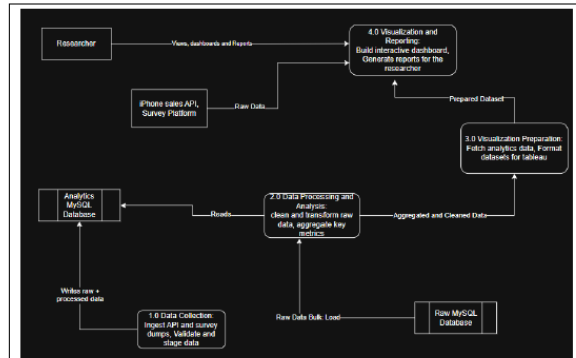 Researcher
Views, dashboards and Reports
4.0 Visualization and
Reporting:
Build interactive dashboard,
Generate reports for the
researcher
iPhone sales API,
Survey Platform
Raw Data
Prepared Dataset
3.0 Visualization Preparation:
Fetch analytics data, Format
datasets for tableau
Analytics
MySQL
Database
Reads
2.0 Data Processing and
Analysis:
clean and transform raw
data, aggregate key
metrics
Aggregated and Cleaned Data
Writse raw +
processed data
1.0 Data Collection:
Ingest API and survey
dumps, Validate and
stage data
Raw Data Bulk Load
Raw MySQL
Database